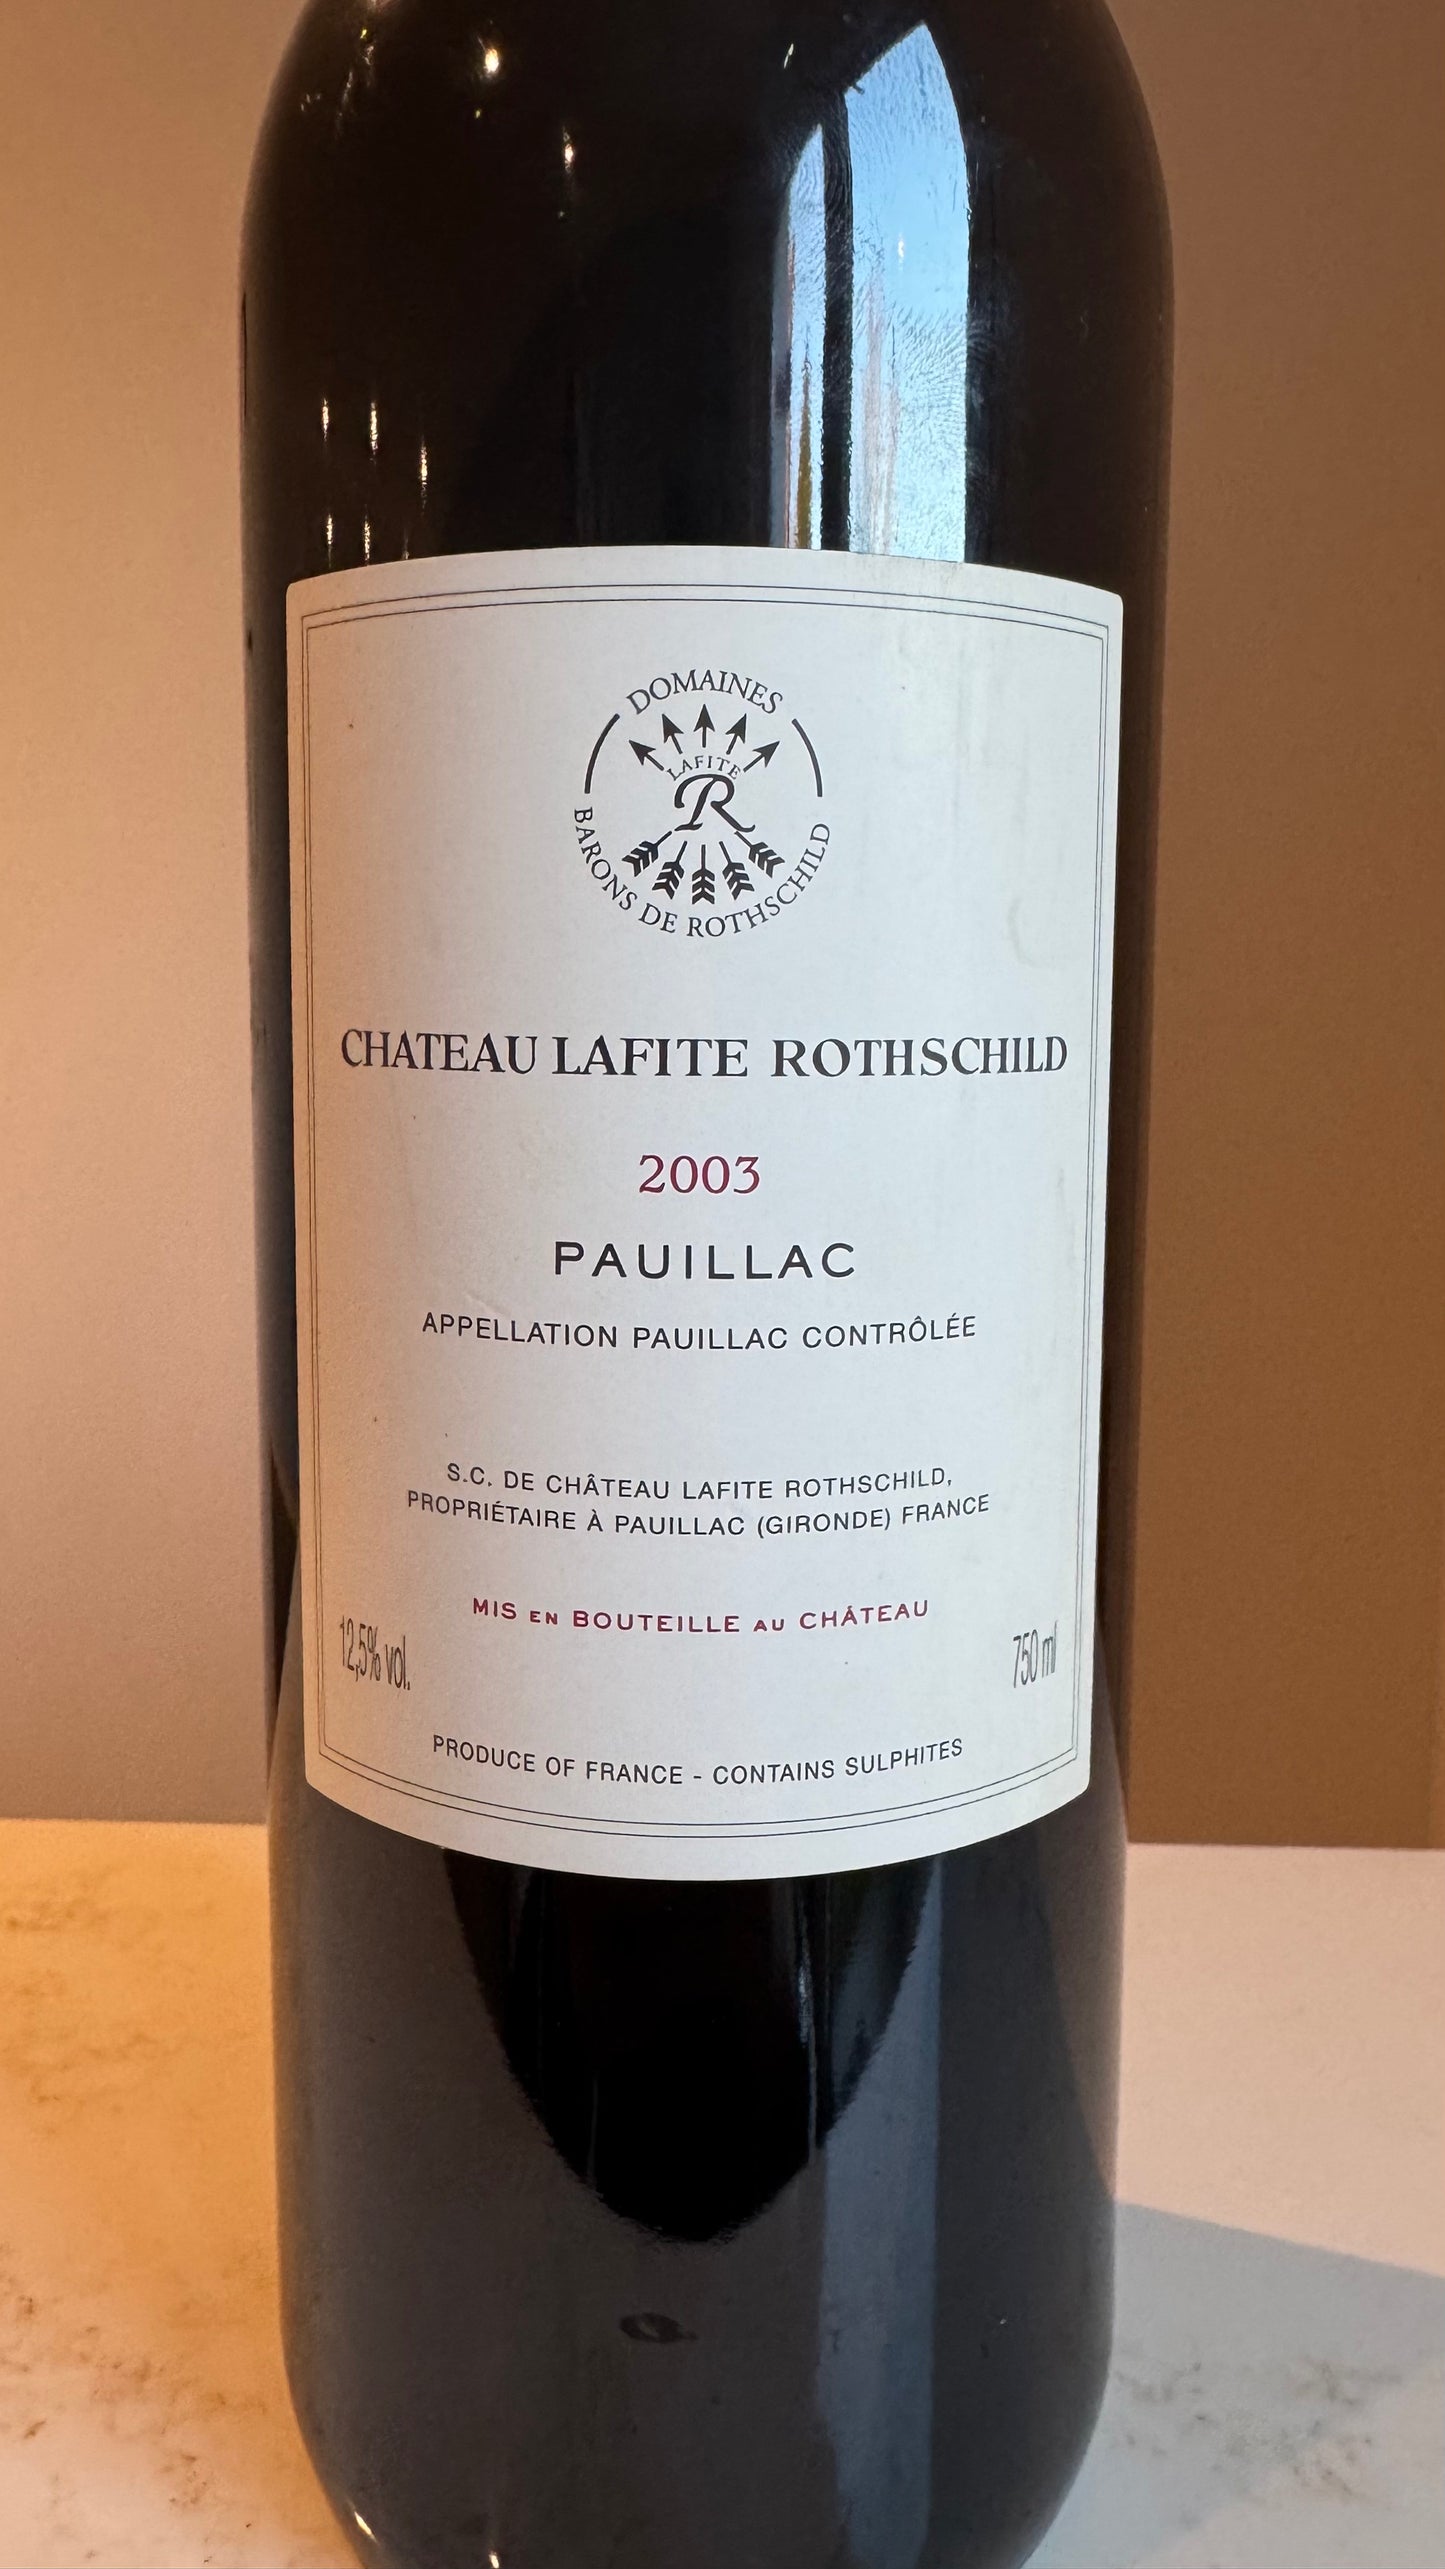 DOMAINES
LAFITE
R
BARONS DE ROTHSCHILD
CHATEAU LAFITE ROTHSCHILD
2003
PAUILLAC
APPELLATION PAUILLAC CONTRÔLÉE
S.C. DE CHÂTEAU LAFITE ROTHSCHILD,
PROPRIÉTAIRE À PAUILLAC (GIRONDE) FRANCE
MIS EN BOUTEILLE AU CHÂTEAU
12,5% vol.
750 ml
PRODUCE OF FRANCE - CONTAINS SULPHITES